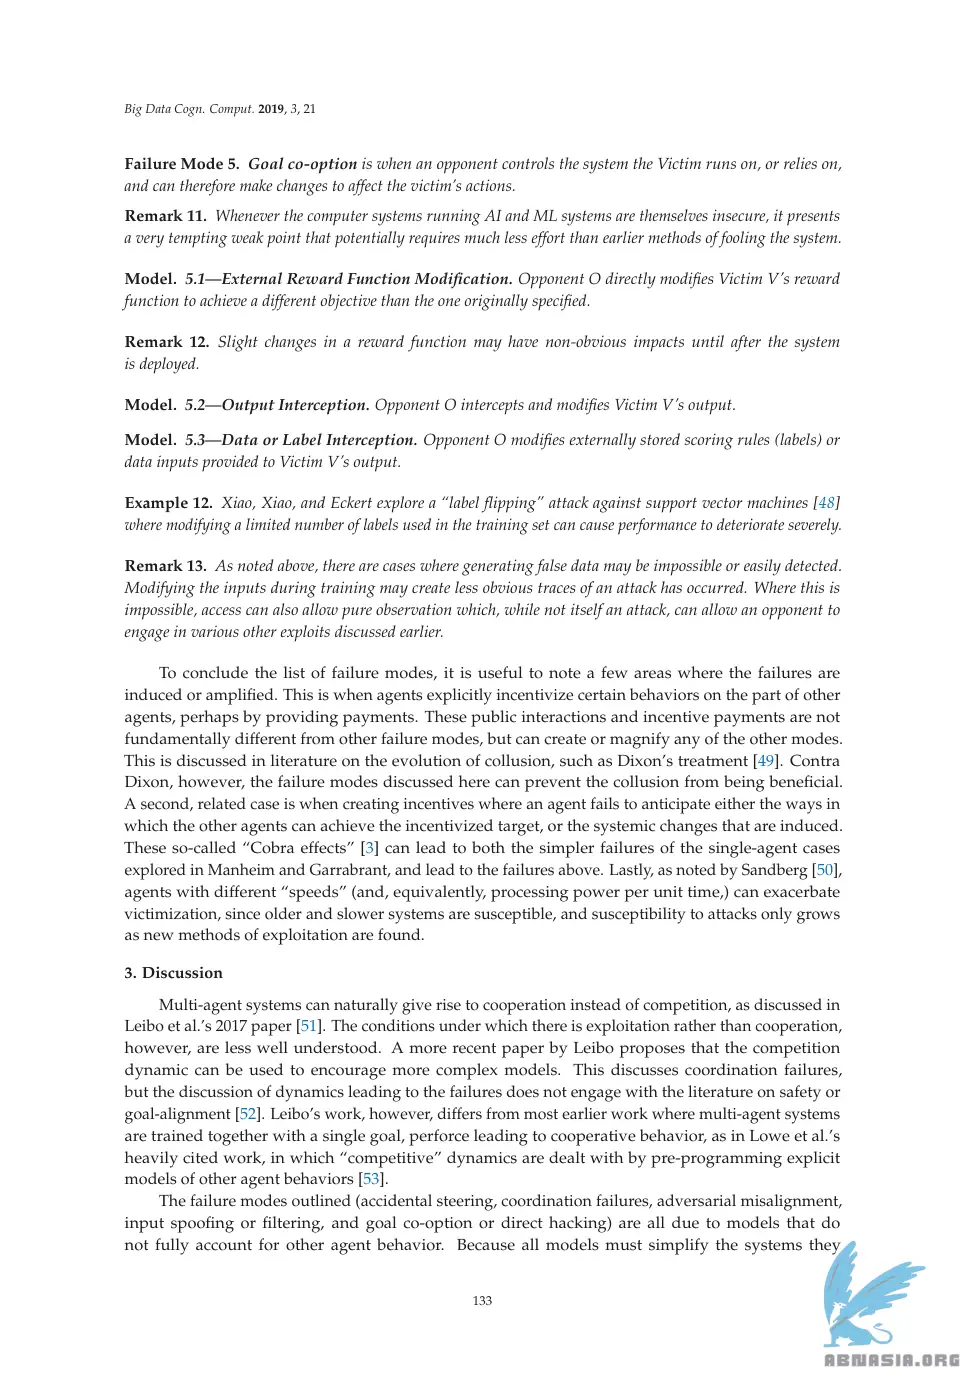 Big Data Cogn. Comput. 2019, 3, 21
Failure Mode 5. Goal co-option is when an opponent controls the system the Victim runs on, or relies on,
and can therefore make changes to affect the victim's actions.
Remark 11. Whenever the computer systems running AI and ML systems are themselves insecure, it presents
a very tempting weak point that potentially requires much less effort than earlier methods of fooling the system.
Model. 5.1—External Reward Function Modification. Opponent O directly modifies Victim V's reward
function to achieve a different objective than the one originally specified.
Remark 12. Slight changes in a reward function may have non-obvious impacts until after the system
is deployed.
Model. 5.2—Output Interception. Opponent O intercepts and modifies Victim V's output.
Model. 5.3—Data or Label Interception. Opponent O modifies externally stored scoring rules (labels) or
data inputs provided to Victim V's output.
Example 12. Xiao, Xiao, and Eckert explore a “label flipping” attack against support vector machines [48]
where modifying a limited number of labels used in the training set can cause performance to deteriorate severely.
Remark 13. As noted above, there are cases where generating false data may be impossible or easily detected.
Modifying the inputs during training may create less obvious traces of an attack has occurred. Where this is
impossible, access can also allow pure observation which, while not itself an attack, can allow an opponent to
engage in various other exploits discussed earlier.
To conclude the list of failure modes, it is useful to note a few areas where the failures are
induced or amplified. This is when agents explicitly incentivize certain behaviors on the part of other
agents, perhaps by providing payments. These public interactions and incentive payments are not
fundamentally different from other failure modes, but can create or magnify any of the other modes.
This is discussed in literature on the evolution of collusion, such as Dixon's treatment [49]. Contra
Dixon, however, the failure modes discussed here can prevent the collusion from being beneficial.
A second, related case is when creating incentives where an agent fails to anticipate either the ways in
which the other agents can achieve the incentivized target, or the systemic changes that are induced.
These so-called “Cobra effects” [3] can lead to both the simpler failures of the single-agent cases
explored in Manheim and Garrabrant, and lead to the failures above. Lastly, as noted by Sandberg [50],
agents with different “speeds” (and, equivalently, processing power per unit time,) can exacerbate
victimization, since older and slower systems are susceptible, and susceptibility to attacks only grows
as new methods of exploitation are found.
3. Discussion
Multi-agent systems can naturally give rise to cooperation instead of competition, as discussed in
Leibo et al.'s 2017 paper [51]. The conditions under which there is exploitation rather than cooperation,
however, are less well understood. A more recent paper by Leibo proposes that the competition
dynamic can be used to encourage more complex models. This discusses coordination failures,
but the discussion of dynamics leading to the failures does not engage with the literature on safety or
goal-alignment [52]. Leibo's work, however, differs from most earlier work where multi-agent systems
are trained together with a single goal, perforce leading to cooperative behavior, as in Lowe et al.'s
heavily cited work, in which “competitive” dynamics are dealt with by pre-programming explicit
models of other agent behaviors [53].
The failure modes outlined (accidental steering, coordination failures, adversarial misalignment,
input spoofing or filtering, and goal co-option or direct hacking) are all due to models that do
not fully account for other agent behavior. Because all models must simplify the systems they
133
ABNASIA.ORG